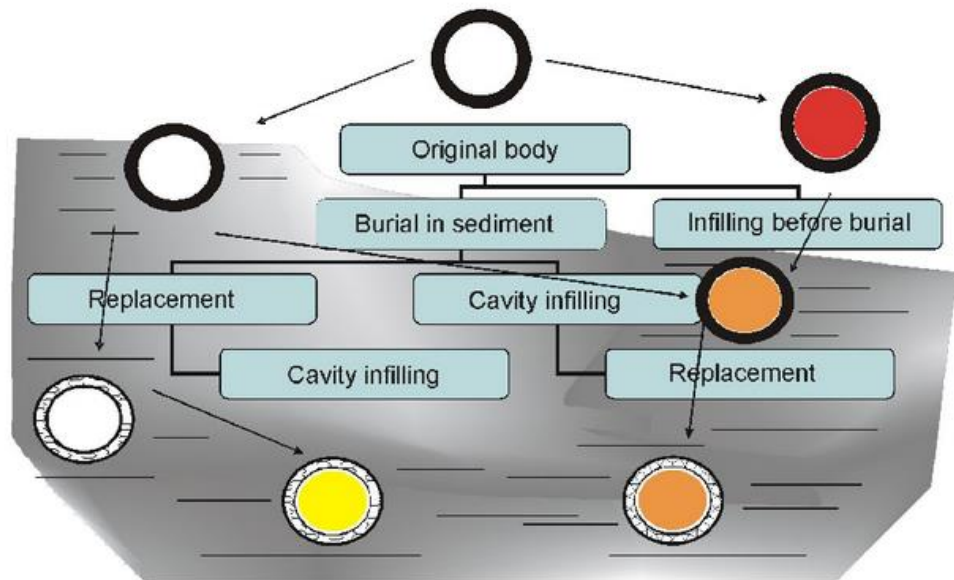 Original body
Burial in sediment
Infilling before burial
Replacement
Cavity infilling
Cavity infilling
Replacement